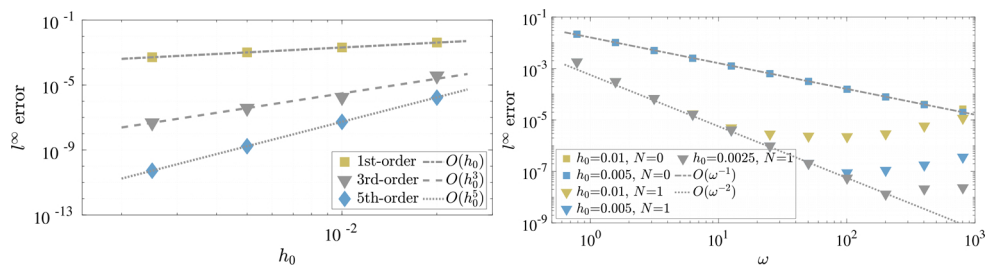 10^-1
10^-5
10^-9
10^-13
l^∞ error
1st-order
O(h_0)
3rd-order
O(h_0^3)
5th-order
O(h_0^5)
10^-2
h_0
10^-1
10^-3
10^-5
10^-7
10^-9
l^∞ error
h_0=0.01, N=0
h_0=0.0025, N=1
h_0=0.005, N=0
O(ω^-1)
h_0=0.01, N=1
O(ω^-2)
h_0=0.005, N=1
10^0
10^1
10^2
10^3
ω